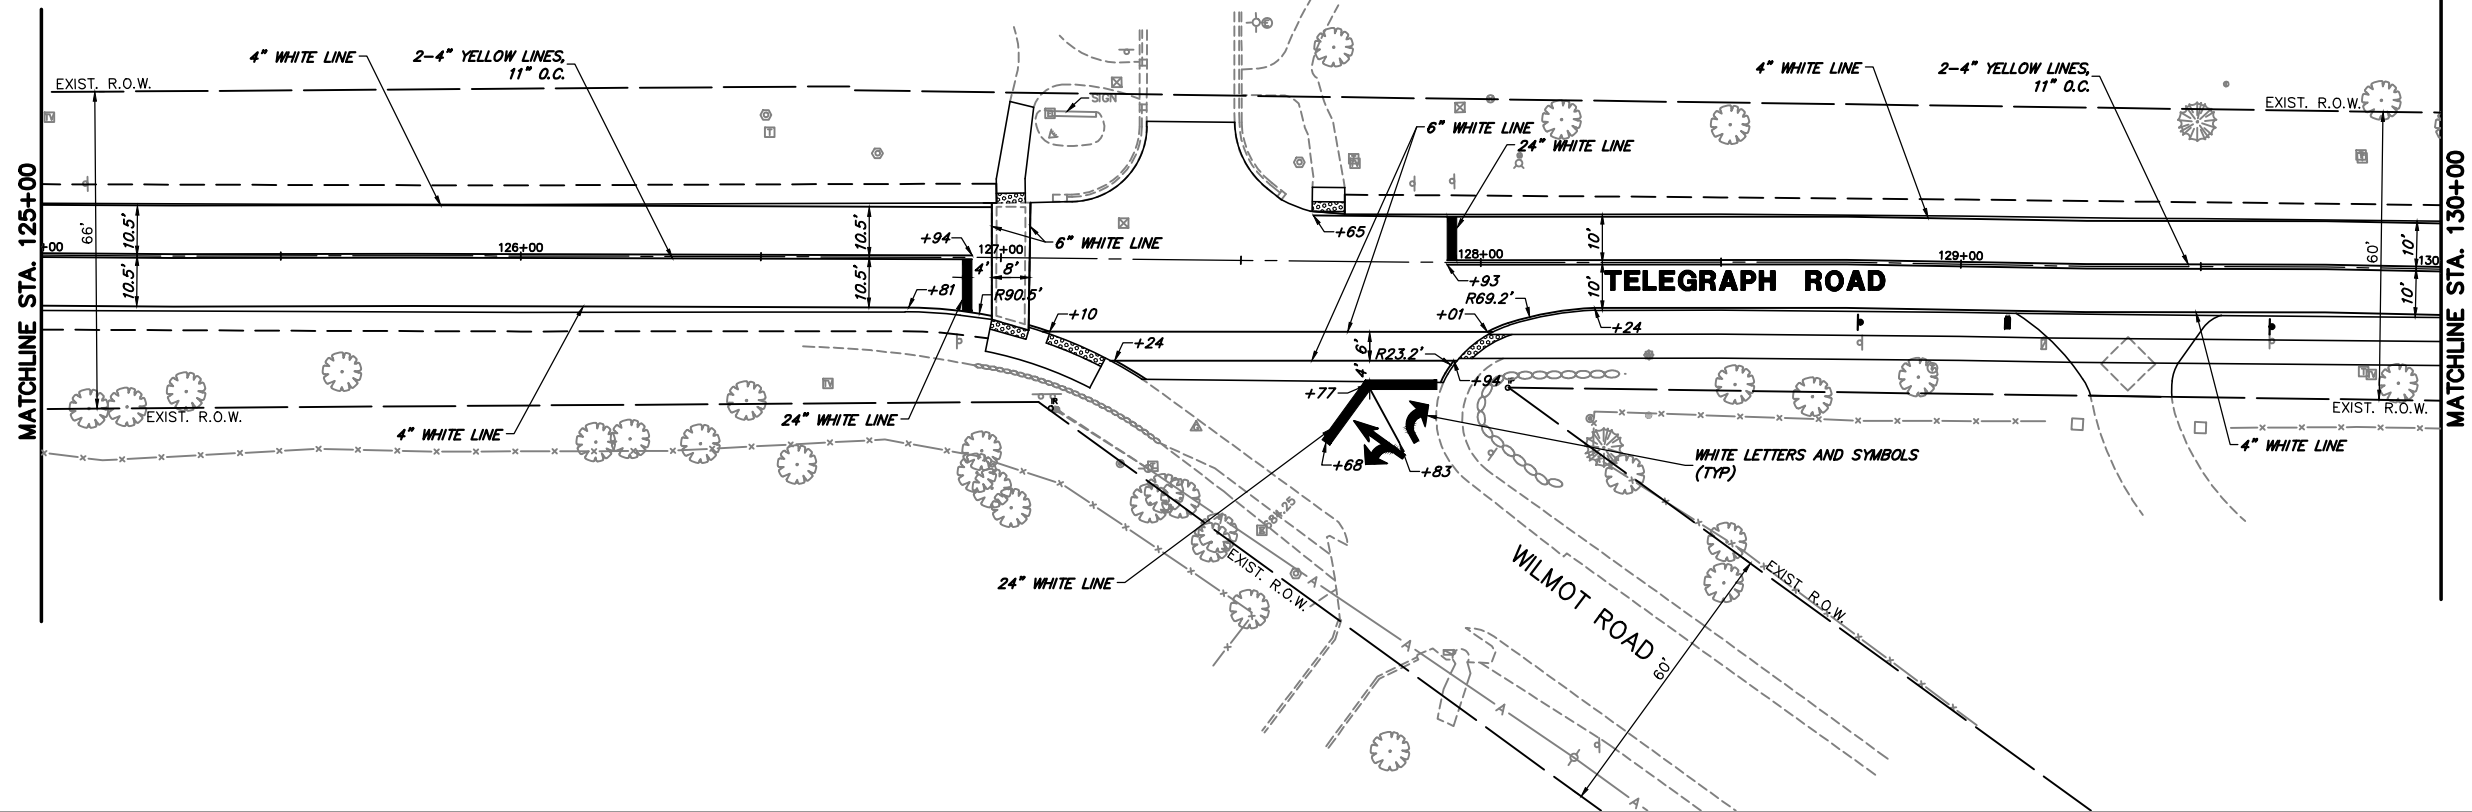 4" WHITE LINE
2-4" YELLOW LINES,
11" O.C.
4" WHITE LINE
2-4" YELLOW LINES,
11" O.C.
EXIST. R.O.W.
SIGN
EXIST. R.O.W.
TV
T
6" WHITE LINE
24" WHITE LINE
MATCHLINE STA. 125+00
MATCHLINE STA. 130+00
66'
10.5'
10.5'
+65
10'
10'
60'
+00
126+00
+94
127+00
6" WHITE LINE
128+00
129+00
130
4'
8'
+93
TELEGRAPH ROAD
10.5'
10.5'
+81
R90.5'
R69.2'
10'
10'
+10
+01
+24
+24
6'
R23.2'
4'
+94
+77
TV
EXIST. R.O.W.
24" WHITE LINE
EXIST. R.O.W.
4" WHITE LINE
+68
+83
WHITE LETTERS AND SYMBOLS
(TYP)
4" WHITE LINE
24" WHITE LINE
EXIST. R.O.W.
WILMOT ROAD
EXIST. R.O.W.
60'
A
A
A
A